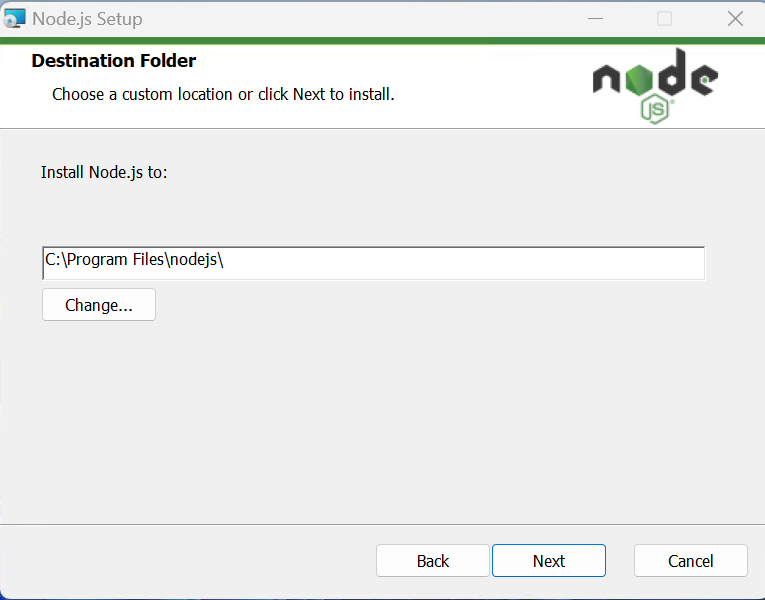 Node.js Setup
Destination Folder
Choose a custom location or click Next to install.
node
JS
Install Node.js to:
C:\Program Files\nodejs\
Change...
Back
Next
Cancel